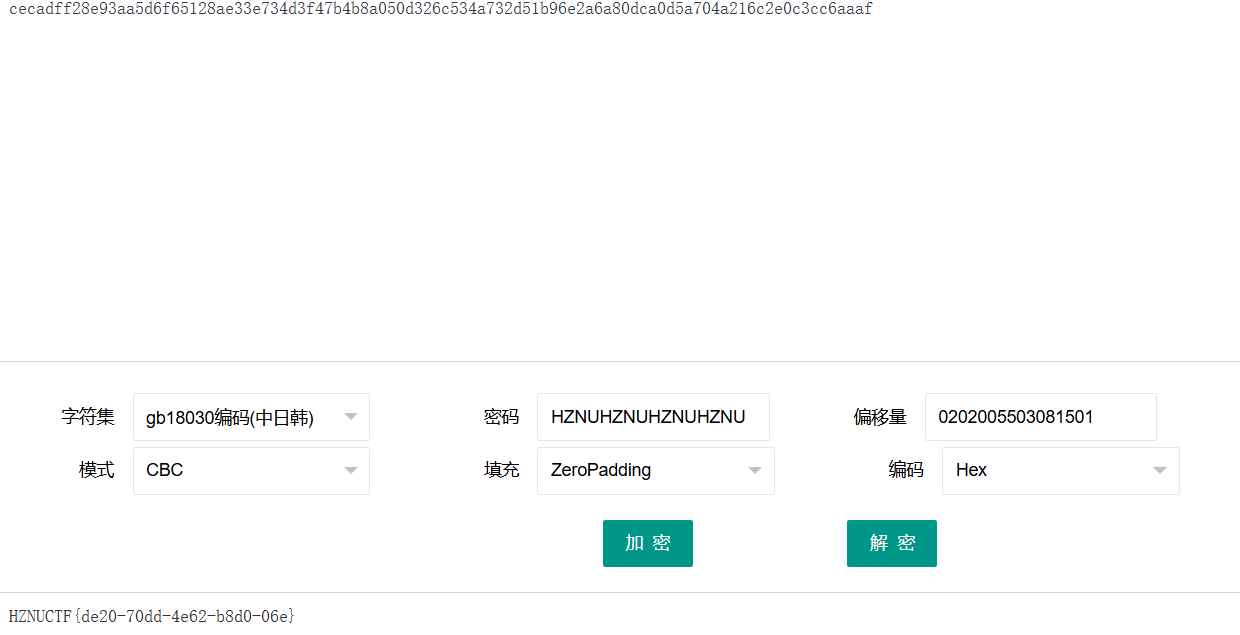 cecadff28e93aa5d6f65128ae33e734d3f47b4b8a050d326c534a732d51b96e2a6a80dca0d5a704a216c2e0c3cc6aaaf
字符集 gb18030编码(中日韩) 密码 HZNUHZNUHZNUHZNU 偏移量 0202005503081501
模式 CBC 填充 ZeroPadding 编码 Hex
加 密 解 密
HZNUCTF{de20-70dd-4e62-b8d0-06e}